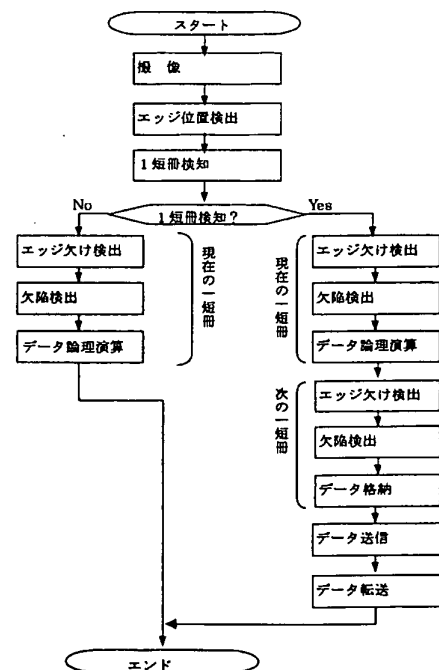 スタート
撮 像
エッジ位置検出
1短冊検知
No
Yes
1短冊検知?
エッジ欠け検出
欠陥検出
データ論理演算
現在の一短冊
現在の一短冊
エッジ欠け検出
欠陥検出
データ論理演算
次の一短冊
エッジ欠け検出
欠陥検出
データ格納
データ送信
データ転送
エンド